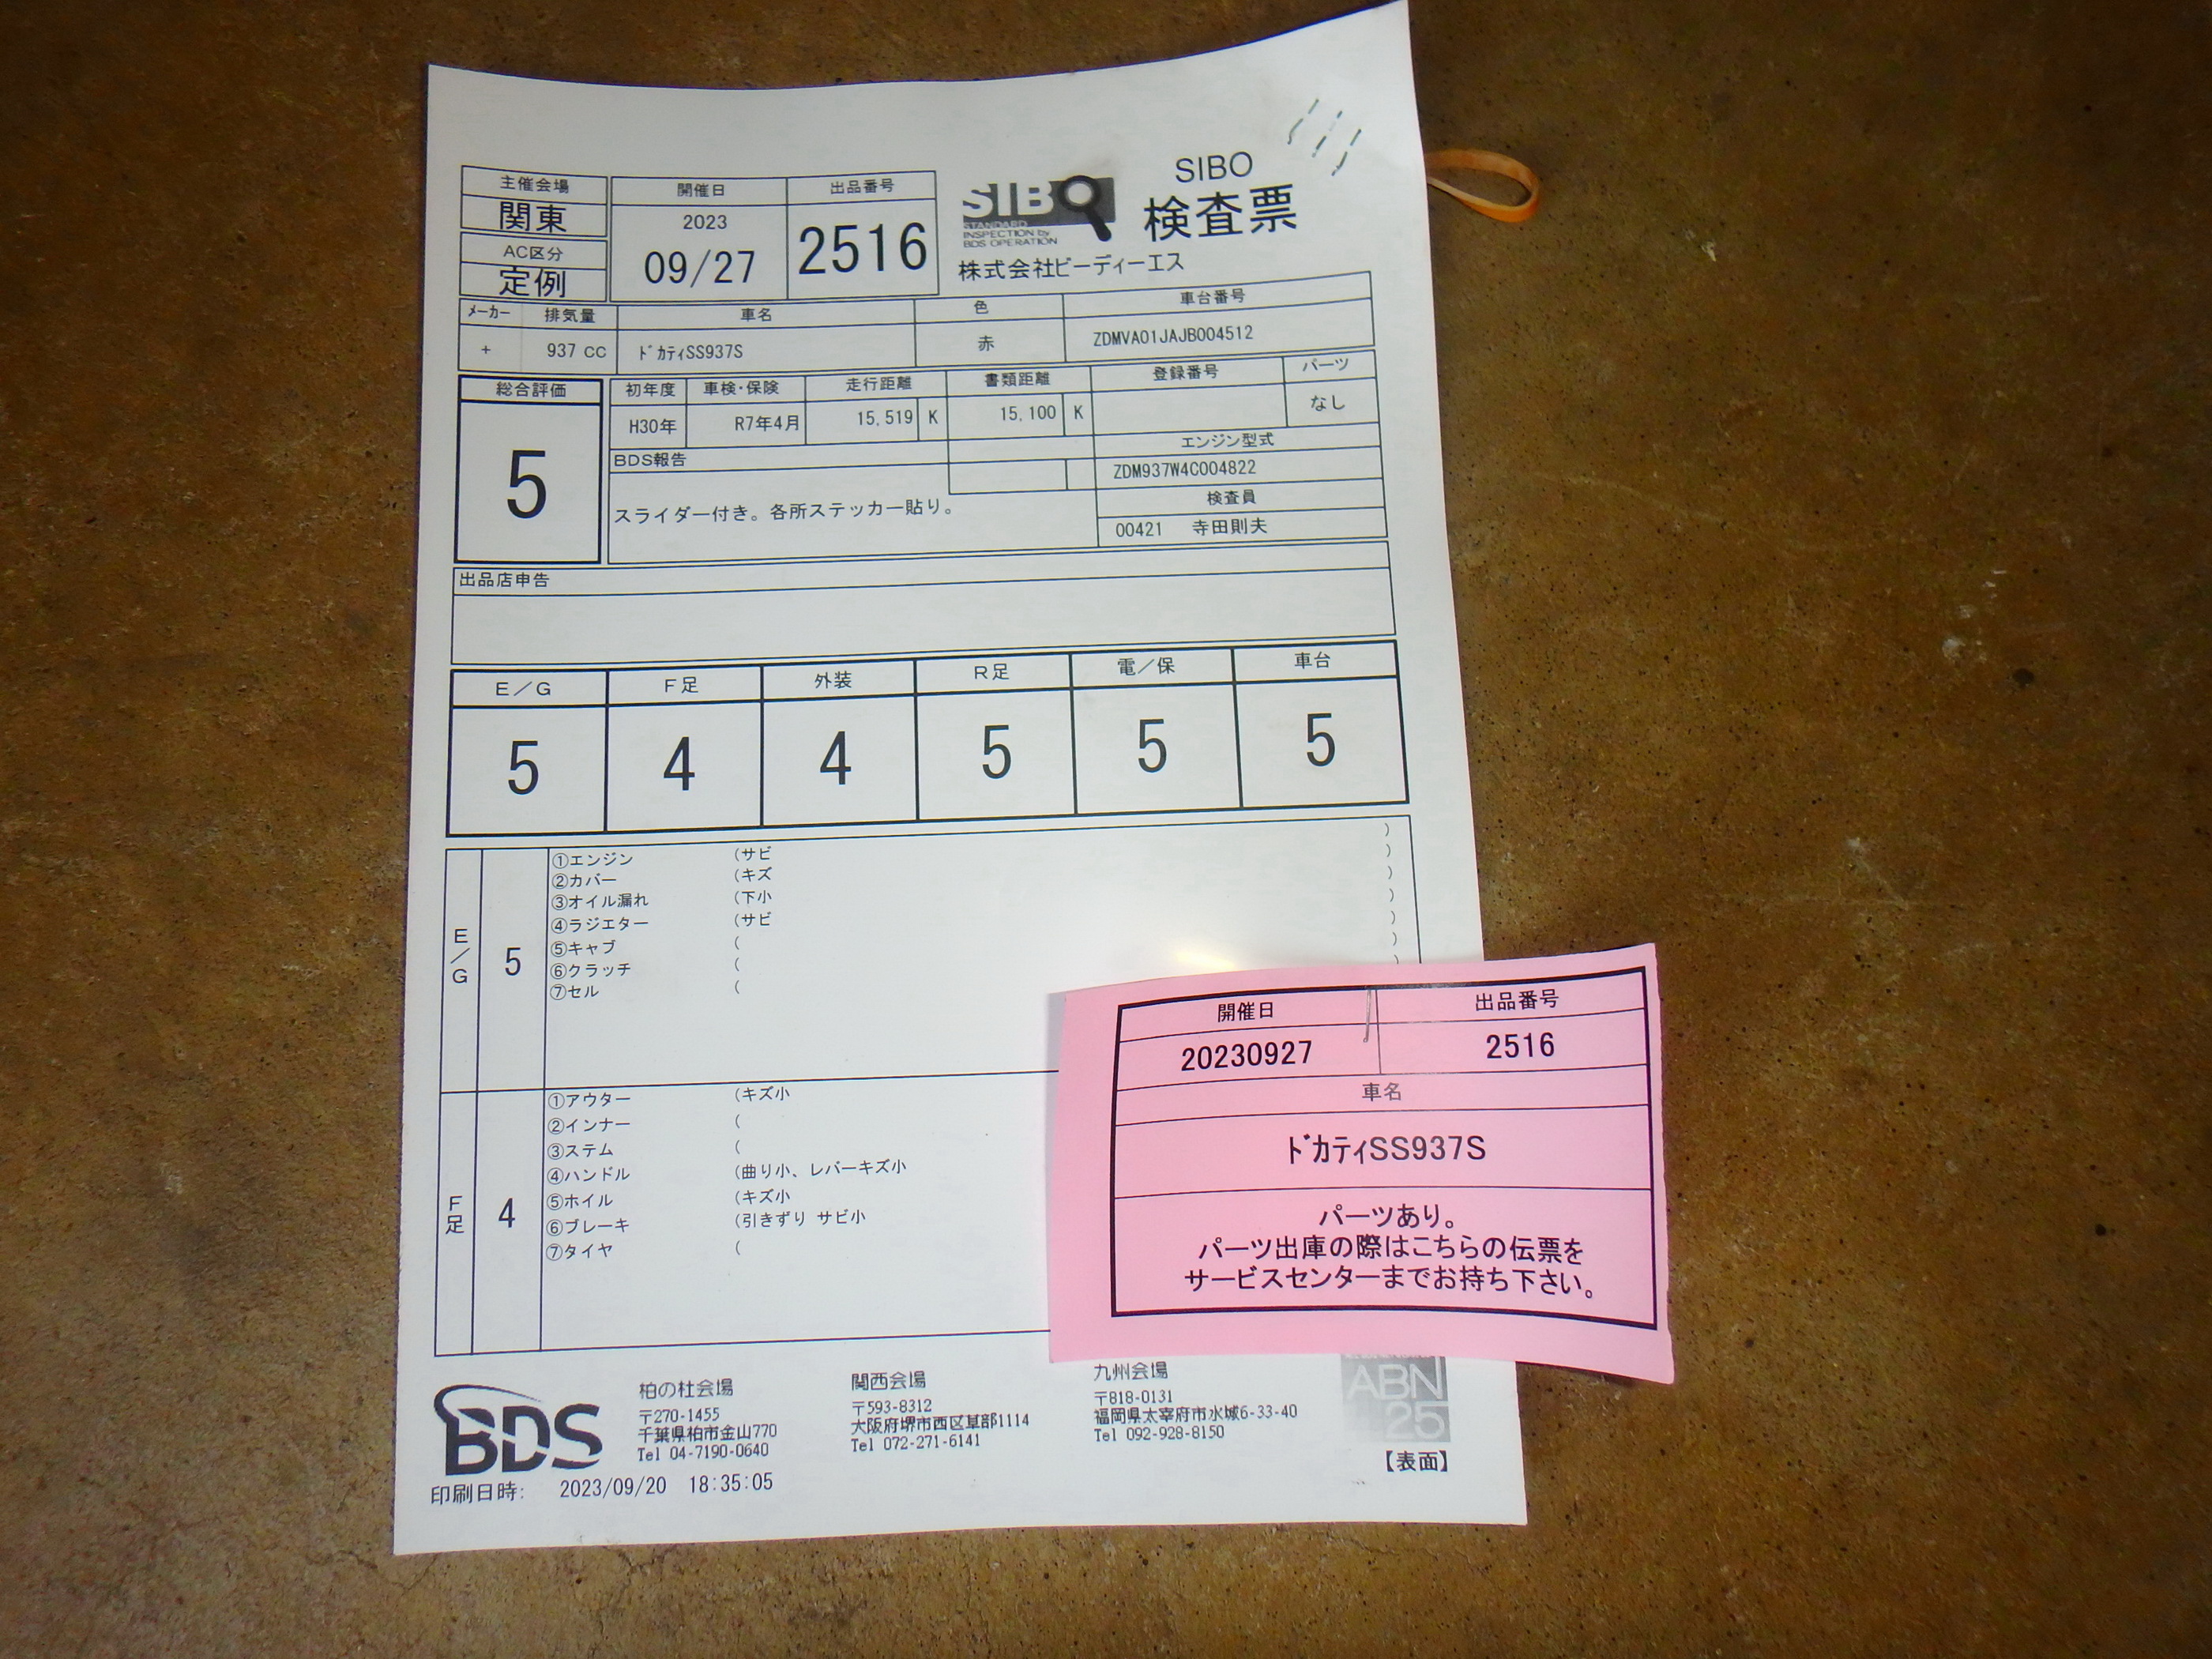 主催会場
関東
AC区分
定例
開催日
2023
09/27
出品番号
2516
SIBO
STANDARD
INSPECTION by
BDS OPERATION
SIBO
検査票
株式会社ビーディーエス
メーカー 排気量 車名 色 車台番号
+ 937 CC ﾄﾞｶﾃｨSS937S 赤 ZDMVA01JAJB004512
総合評価
5
初年度 車検・保険 走行距離 書類距離 登録番号 パーツ
H30年 R7年4月 15,519 K 15,100 K なし
BDS報告
スライダー付き。各所ステッカー貼り。
エンジン型式
ZDM937W4C004822
検査員
00421 寺田則夫
出品店申告
E／G F足 外装 R足 電／保 車台
5 4 4 5 5 5
E／G
5
①エンジン (サビ )
②カバー (キズ )
③オイル漏れ (下小 )
④ラジエター (サビ )
⑤キャブ ( )
⑥クラッチ ( )
⑦セル ( )
F足
4
①アウター (キズ小
②インナー (
③ステム (
④ハンドル (曲り小、レバーキズ小
⑤ホイル (キズ小
⑥ブレーキ (引きずり サビ小
⑦タイヤ (
開催日 出品番号
20230927 2516
車名
ﾄﾞｶﾃｨSS937S
パーツあり。
パーツ出庫の際はこちらの伝票を
サービスセンターまでお持ち下さい。
BDS
柏の杜会場
〒270-1455
千葉県柏市金山770
Tel 04-7190-0640
関西会場
〒593-8312
大阪府堺市西区草部1114
Tel 072-271-6141
九州会場
〒818-0131
福岡県太宰府市水城6-33-40
Tel 092-928-8150
ABN
25
【表面】
印刷日時: 2023/09/20 18:35:05